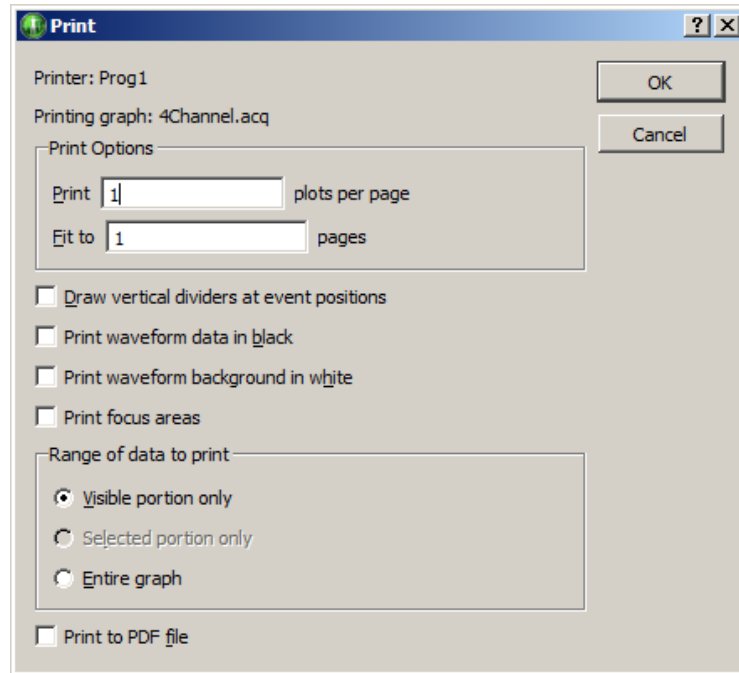 Print
Printer: Prog1
OK
Printing graph: 4Channel.acq
Cancel
Print Options
Print 1 plots per page
Fit to 1 pages
Draw vertical dividers at event positions
Print waveform data in black
Print waveform background in white
Print focus areas
Range of data to print
Visible portion only
Selected portion only
Entire graph
Print to PDF file